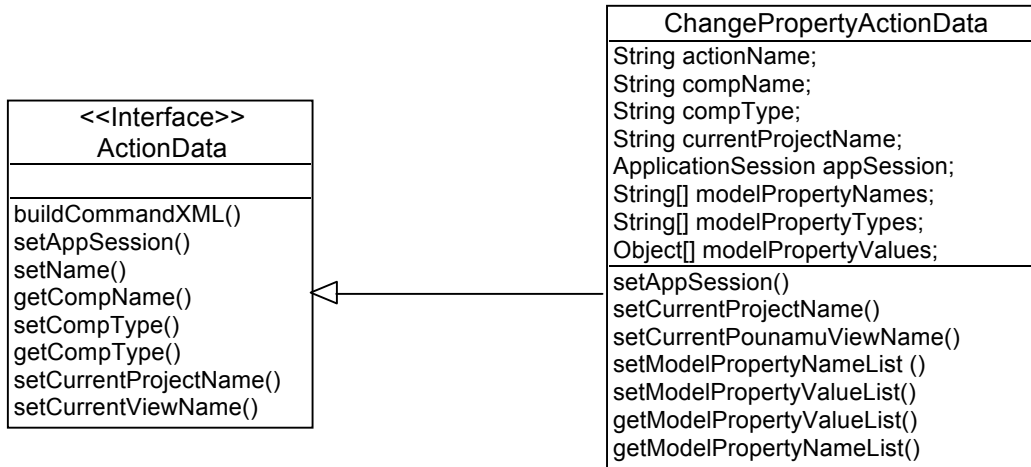 <<Interface>>
ActionData
buildCommandXML()
setAppSession()
setName()
getCompName()
setCompType()
getCompType()
setCurrentProjectName()
setCurrentViewName()
ChangePropertyActionData
String actionName;
String compName;
String compType;
String currentProjectName;
ApplicationSession appSession;
String[] modelPropertyNames;
String[] modelPropertyTypes;
Object[] modelPropertyValues;
setAppSession()
setCurrentProjectName()
setCurrentPounamuViewName()
setModelPropertyNameList ()
setModelPropertyValueList()
getModelPropertyValueList()
getModelPropertyNameList()